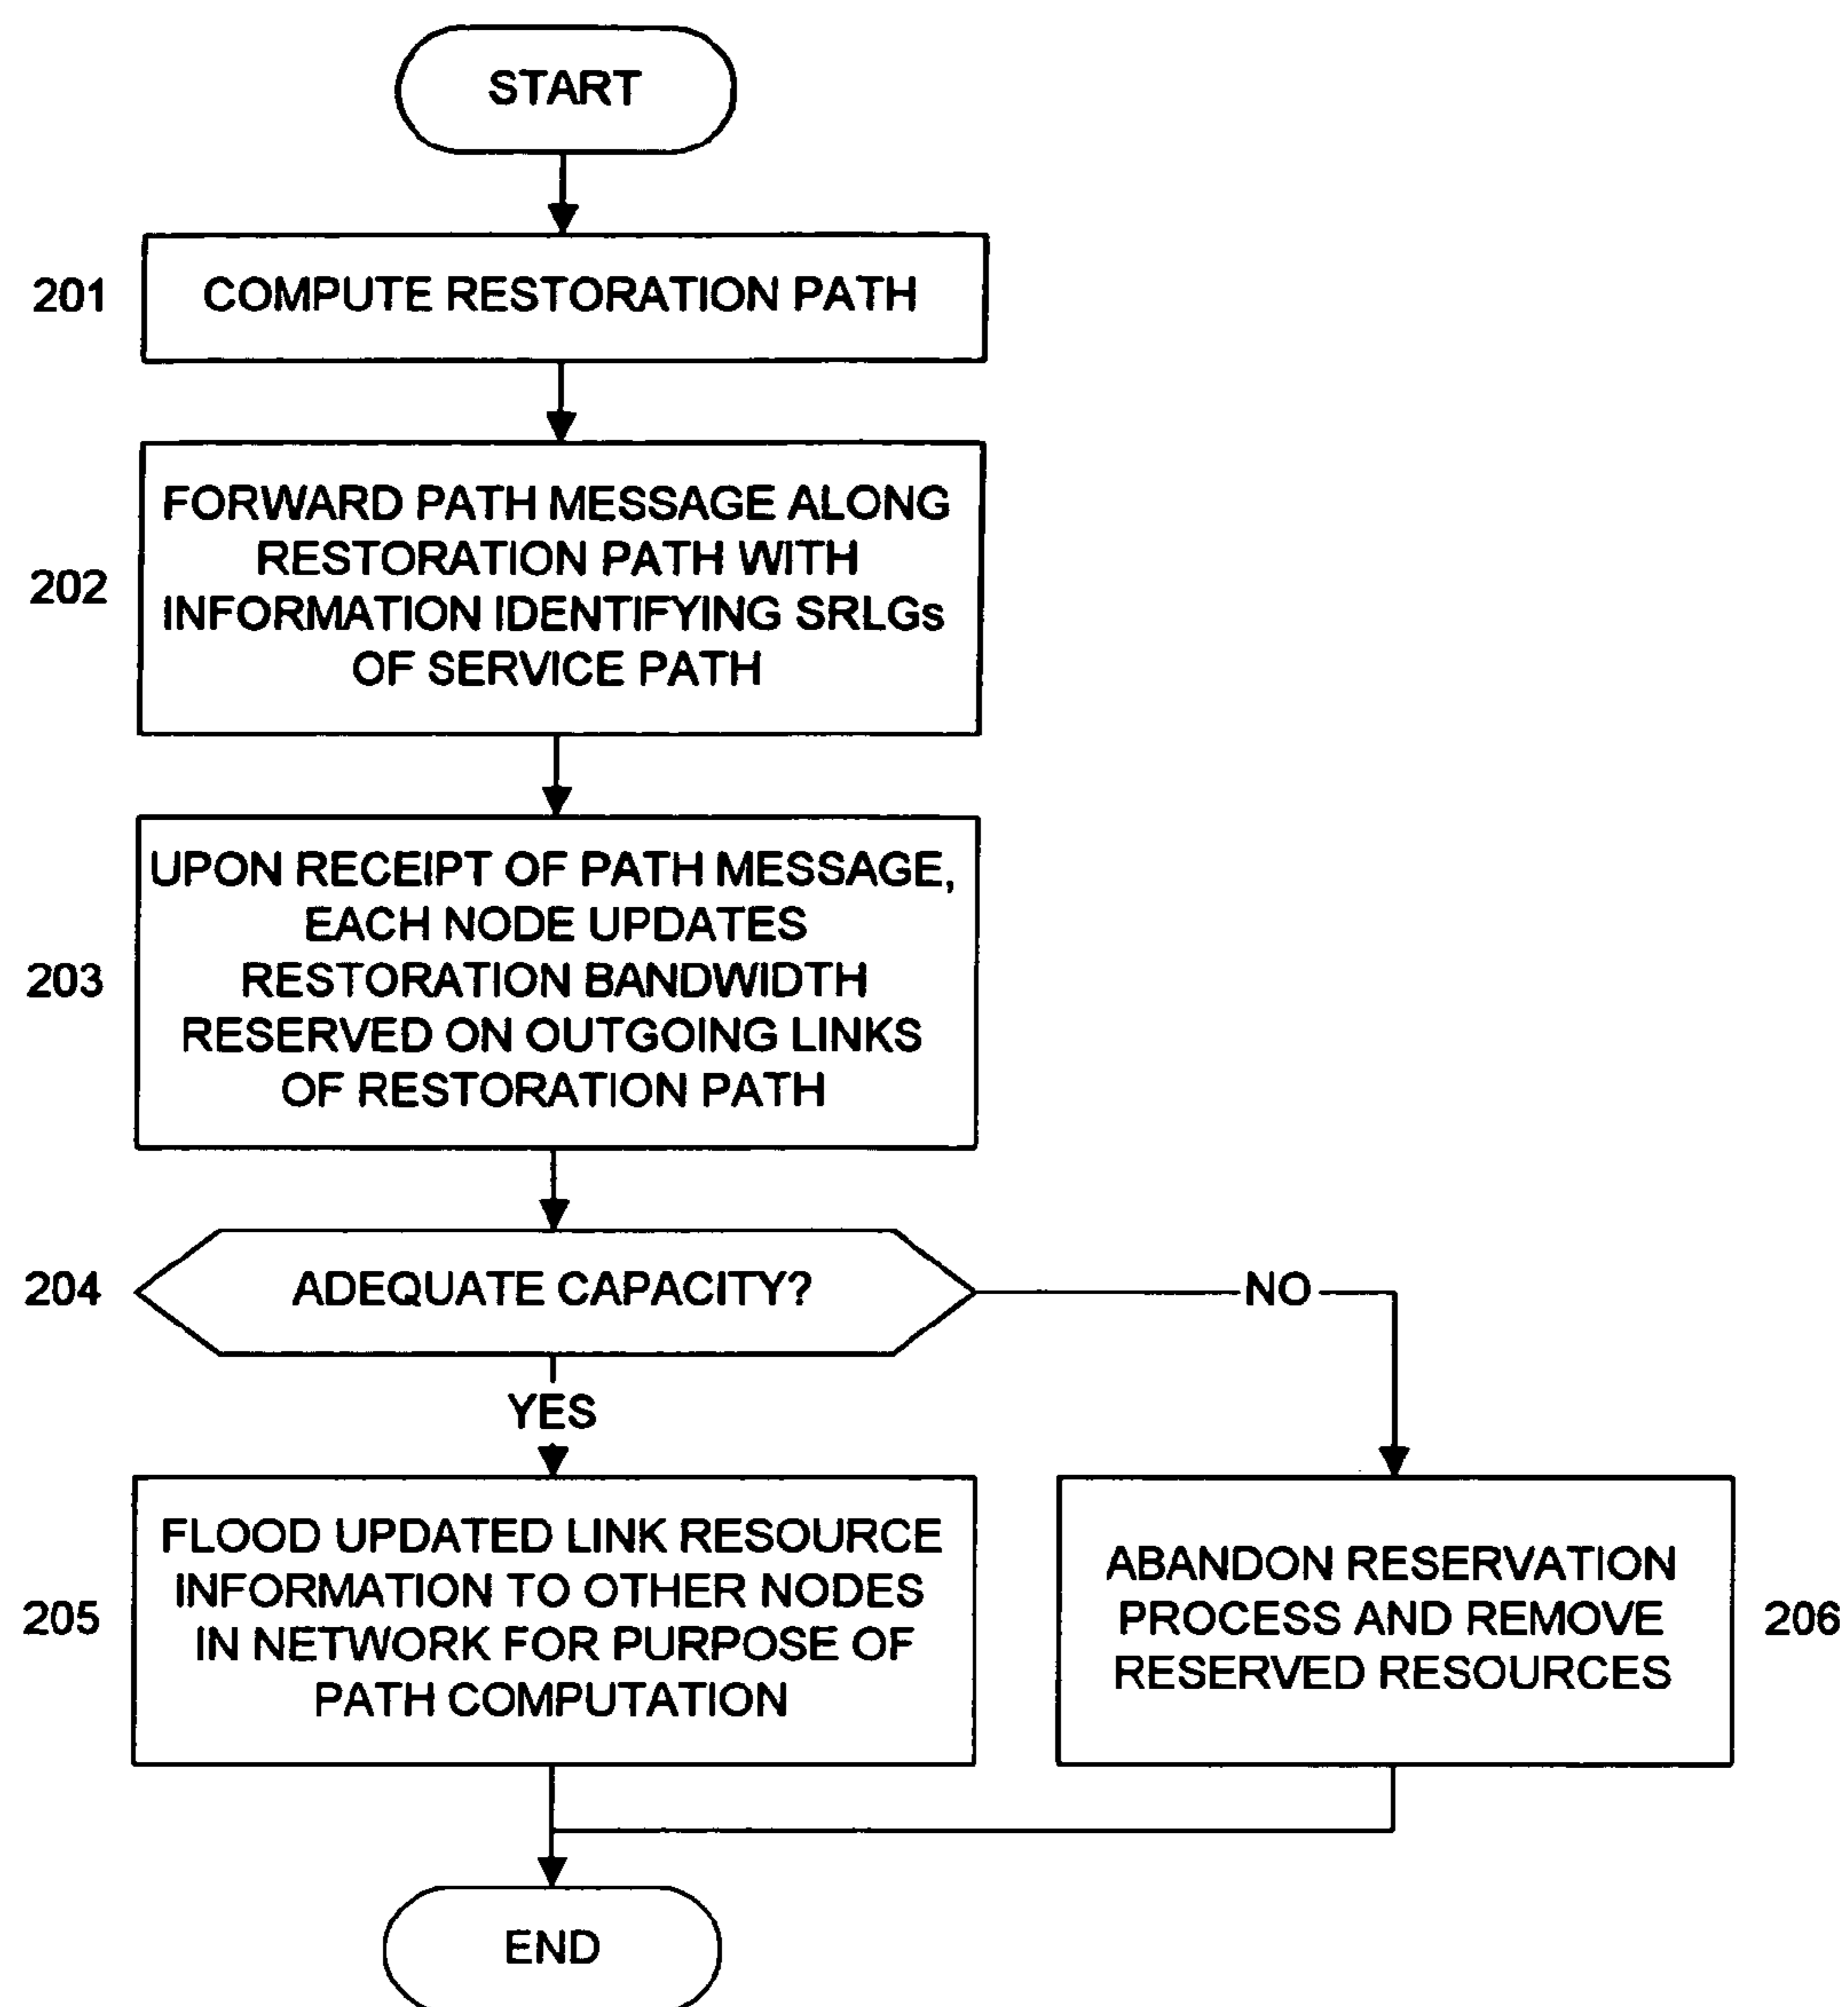 START
201
COMPUTE RESTORATION PATH
202
FORWARD PATH MESSAGE ALONG
RESTORATION PATH WITH
INFORMATION IDENTIFYING SRLGs
OF SERVICE PATH
203
UPON RECEIPT OF PATH MESSAGE,
EACH NODE UPDATES
RESTORATION BANDWIDTH
RESERVED ON OUTGOING LINKS
OF RESTORATION PATH
204
ADEQUATE CAPACITY?
NO
YES
205
FLOOD UPDATED LINK RESOURCE
INFORMATION TO OTHER NODES
IN NETWORK FOR PURPOSE OF
PATH COMPUTATION
ABANDON RESERVATION
PROCESS AND REMOVE
RESERVED RESOURCES
206
END